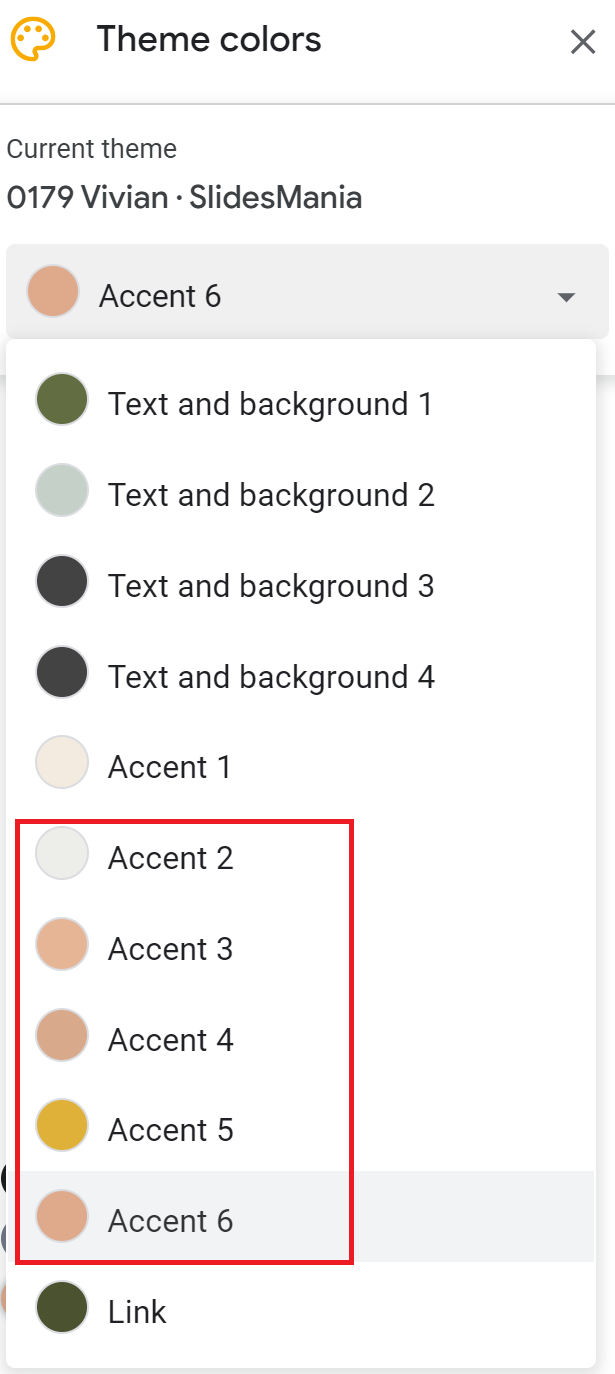 Theme colors
Current theme
0179 Vivian · SlidesMania
Accent 6
Text and background 1
Text and background 2
Text and background 3
Text and background 4
Accent 1
Accent 2
Accent 3
Accent 4
Accent 5
Accent 6
Link